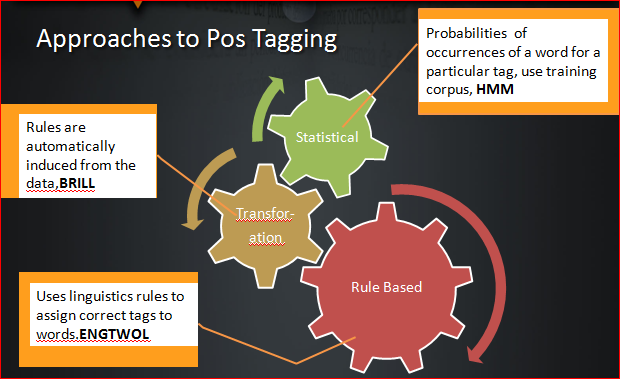 Approaches to Pos Tagging
Probabilities of
occurrences of a word for a
particular tag, use training
corpus, HMM
Statistical
Rules are
automatically
induced from the
data,BRILL
Transfor-
ation
Rule Based
Uses linguistics rules to
assign correct tags to
words,ENGTWOL